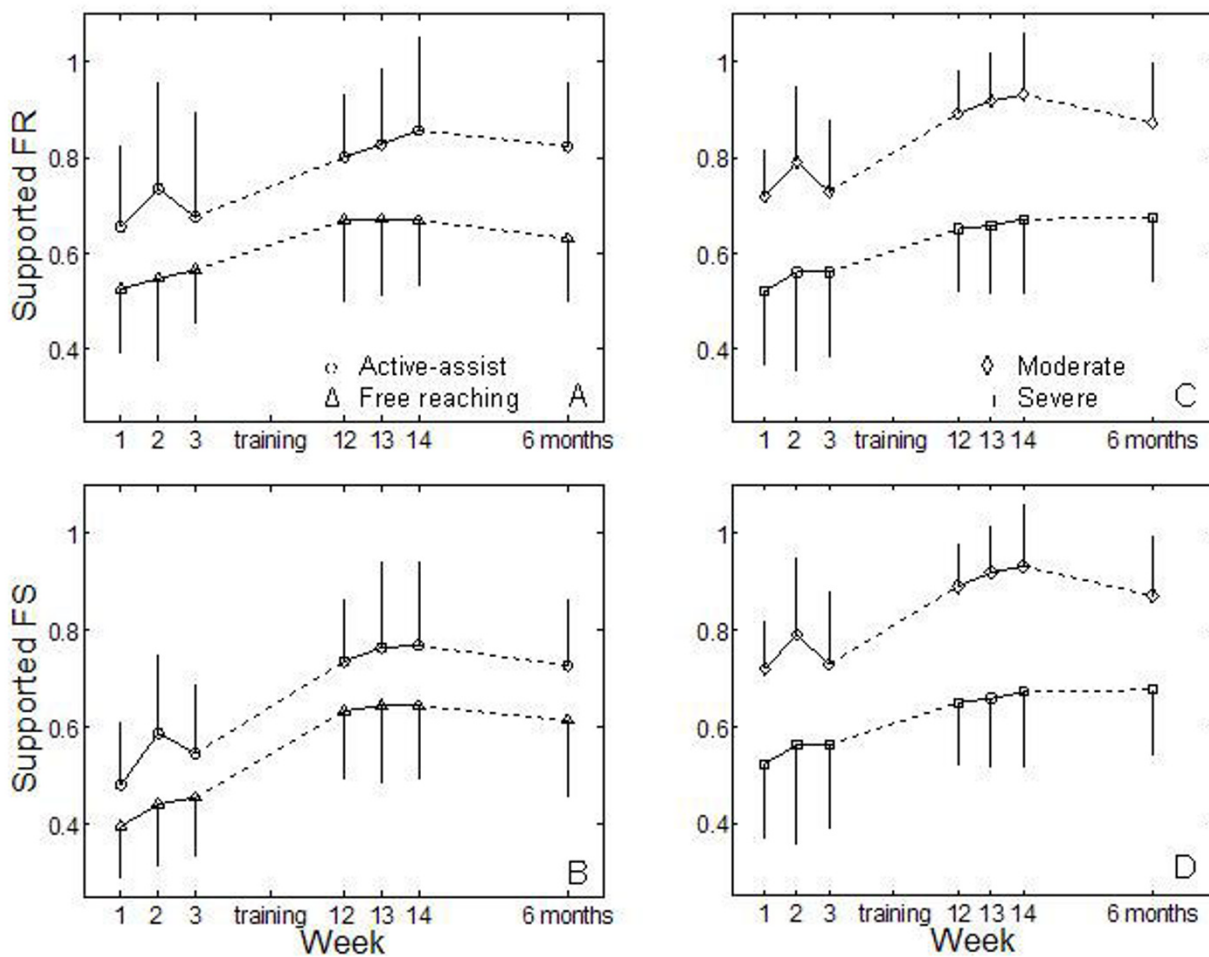 Supported FR
1
0.8
0.6
0.4
Active-assist
Free reaching
A
1 2 3 training 12 13 14 6 months
1
0.8
0.6
0.4
Moderate
Severe
C
1 2 3 training 12 13 14 6 months
Supported FS
1
0.8
0.6
0.4
B
1 2 3 training 12 13 14 6 months
Week
1
0.8
0.6
0.4
D
1 2 3 training 12 13 14 6 months
Week